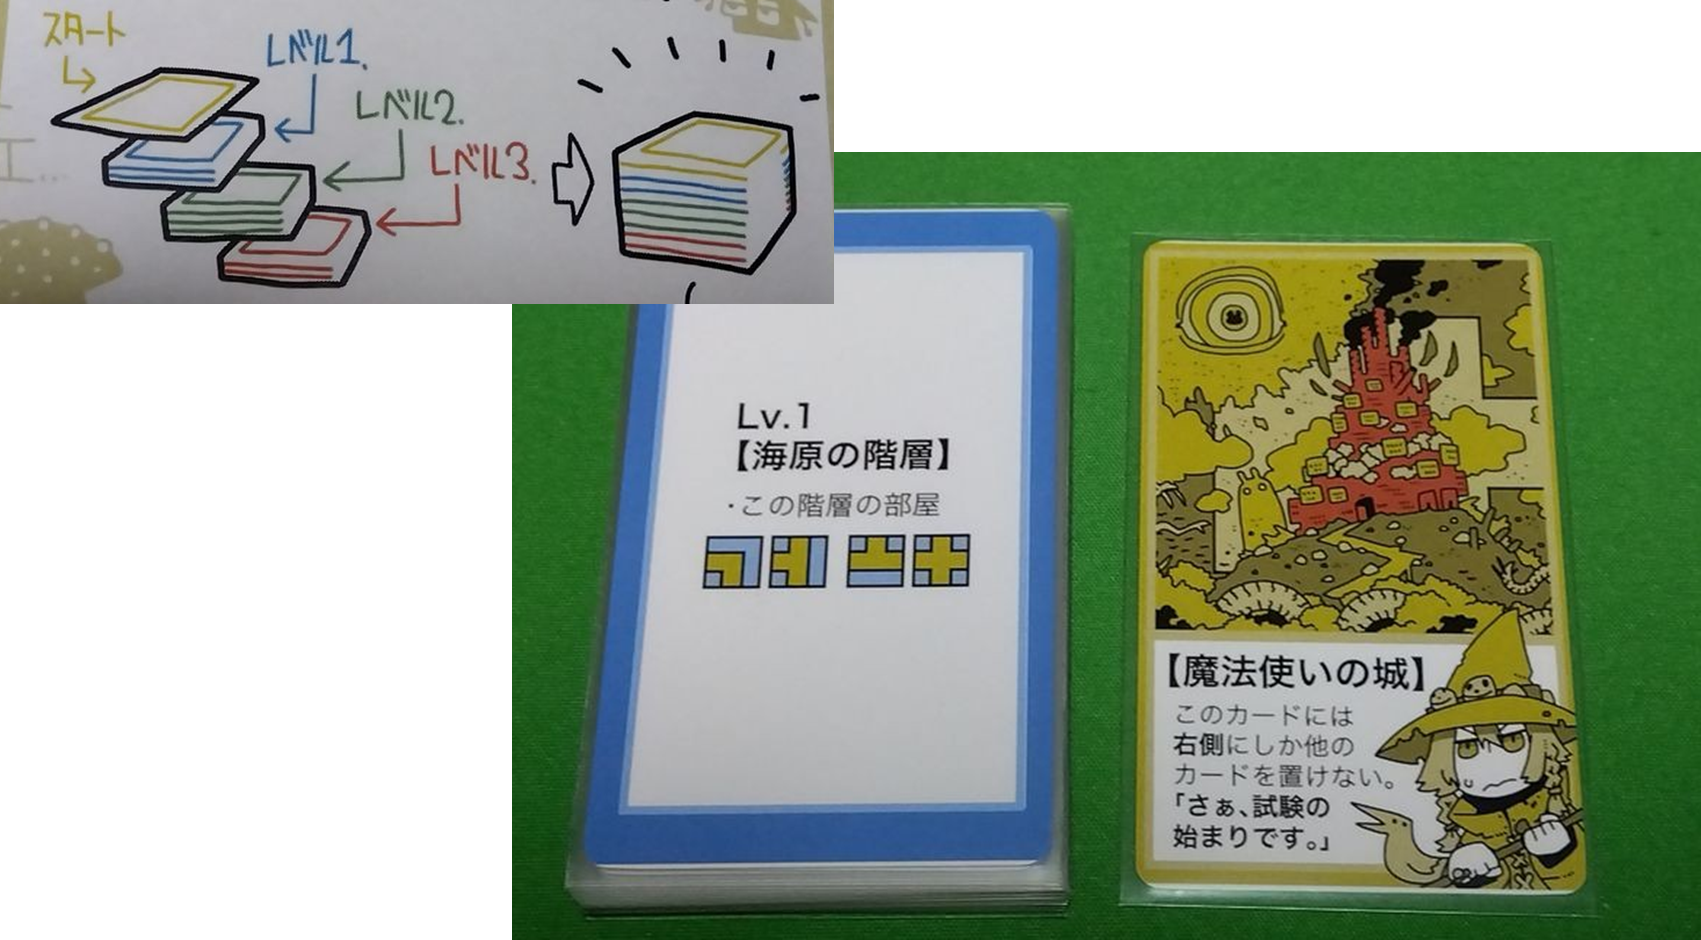 スタート
レベル1.
レベル2.
レベル3.
Lv.1
【海原の階層】
・この階層の部屋
【魔法使いの城】
このカードには
右側にしか他の
カードを置けない。
「さぁ、試験の
始まりです。」